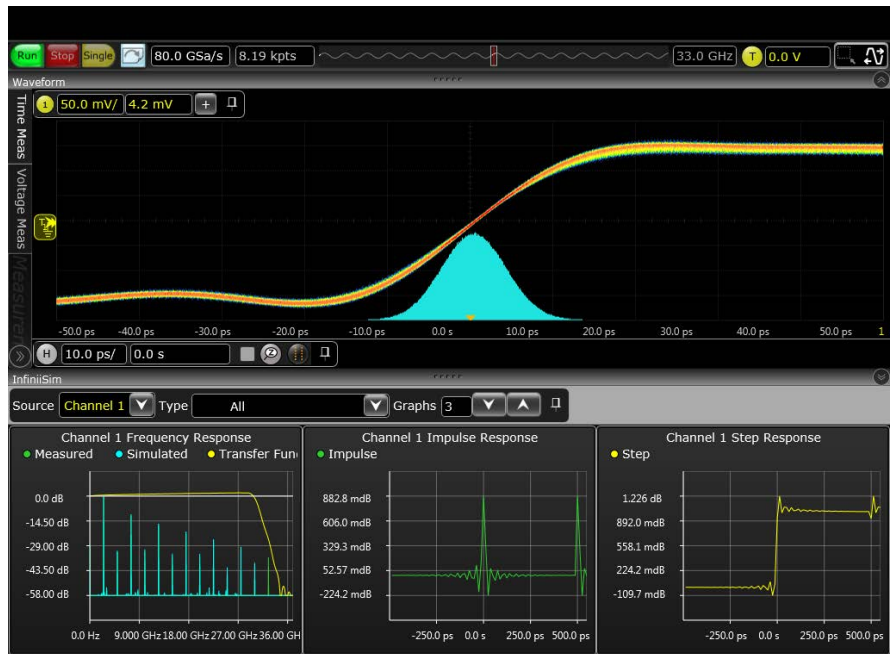 Run Stop Single 80.0 GSa/s 8.19 kpts 33.0 GHz T 0.0 V
Waveform
1 50.0 mV/ 4.2 mV +
Time Meas
Voltage Meas
-50.0 ps -40.0 ps -30.0 ps -20.0 ps -10.0 ps 0.0 s 10.0 ps 20.0 ps 30.0 ps 40.0 ps 50.0 ps 1
H 10.0 ps/ 0.0 s
InfiniiSim
Source Channel 1 Type All Graphs 3
Channel 1 Frequency Response
Measured Simulated Transfer Fun
0.0 dB
-14.50 dB
-29.00 dB
-43.50 dB
-58.00 dB
0.0 Hz 9.000 GHz 18.00 GHz 27.00 GHz 36.00 GH
Channel 1 Impulse Response
Impulse
882.8 mdB
606.0 mdB
329.3 mdB
52.57 mdB
-224.2 mdB
-250.0 ps 0.0 s 250.0 ps 500.0 ps
Channel 1 Step Response
Step
1.226 dB
892.0 mdB
558.1 mdB
224.2 mdB
-109.7 mdB
-250.0 ps 0.0 s 250.0 ps 500.0 ps